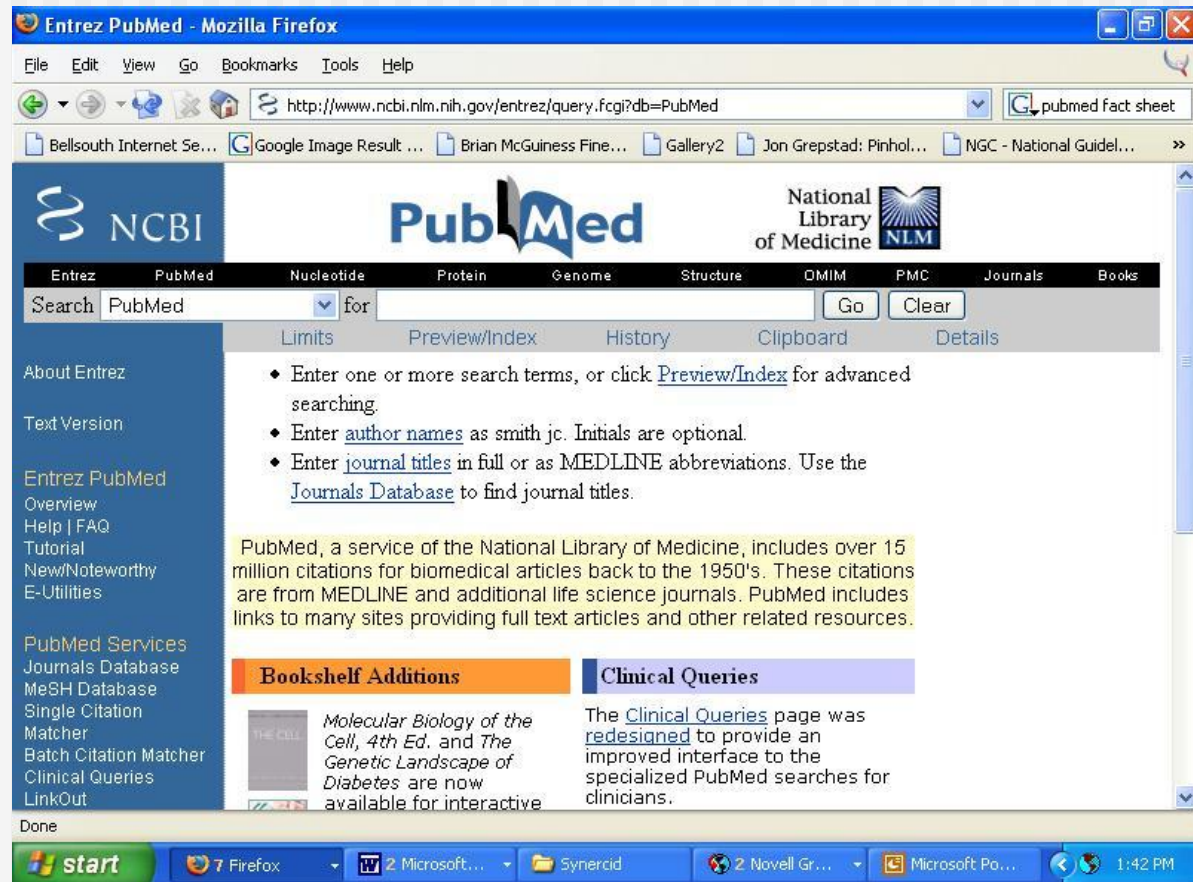 Entrez PubMed - Mozilla Firefox
File Edit View Go Bookmarks Tools Help
http://www.ncbi.nlm.nih.gov/entrez/query.fcgi?db=PubMed
pubmed fact sheet
Bellsouth Internet Se... Google Image Result ... Brian McGuiness Fine... Gallery2 Jon Grepstad: Pinhol... NGC - National Guidel... »
NCBI
PubMed
National
Library
of Medicine NLM
Entrez PubMed Nucleotide Protein Genome Structure OMIM PMC Journals Books
Search PubMed for Go Clear
Limits Preview/Index History Clipboard Details
About Entrez
Text Version
Entrez PubMed
Overview
Help | FAQ
Tutorial
New/Noteworthy
E-Utilities
PubMed Services
Journals Database
MeSH Database
Single Citation
Matcher
Batch Citation Matcher
Clinical Queries
LinkOut
• Enter one or more search terms, or click Preview/Index for advanced
searching.
• Enter author names as smith jc. Initials are optional.
• Enter journal titles in full or as MEDLINE abbreviations. Use the
Journals Database to find journal titles.
PubMed, a service of the National Library of Medicine, includes over 15
million citations for biomedical articles back to the 1950's. These citations
are from MEDLINE and additional life science journals. PubMed includes
links to many sites providing full text articles and other related resources.
Bookshelf Additions
THE CELL
Molecular Biology of the
Cell, 4th Ed. and The
Genetic Landscape of
Diabetes are now
available for interactive
Clinical Queries
The Clinical Queries page was
redesigned to provide an
improved interface to the
specialized PubMed searches for
clinicians.
Done
start 7 Firefox 2 Microsoft... Synercid 2 Novell Gr... Microsoft Po... 1:42 PM